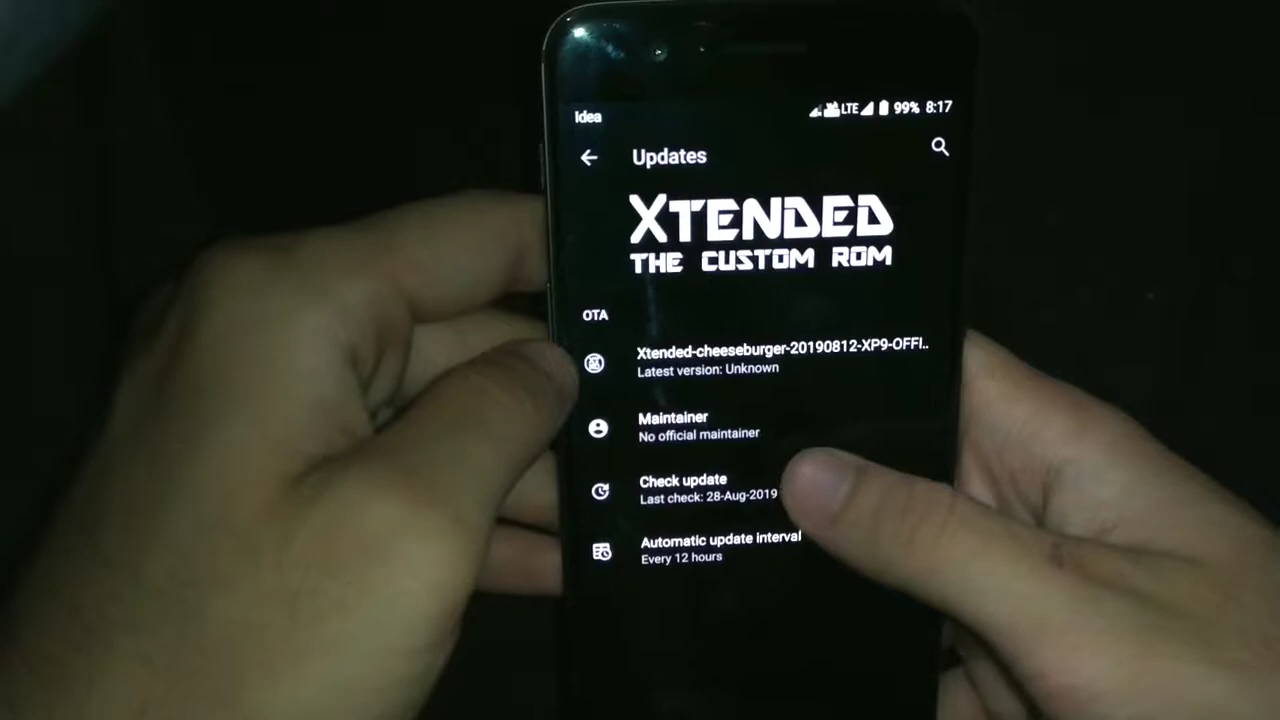 Idea
LTE 99% 8:17
Updates
XTENDED
THE CUSTOM ROM
OTA
Xtended-cheeseburger-20190812-XP9-OFFI..
Latest version: Unknown
Maintainer
No official maintainer
Check update
Last check: 28-Aug-2019
Automatic update interval
Every 12 hours